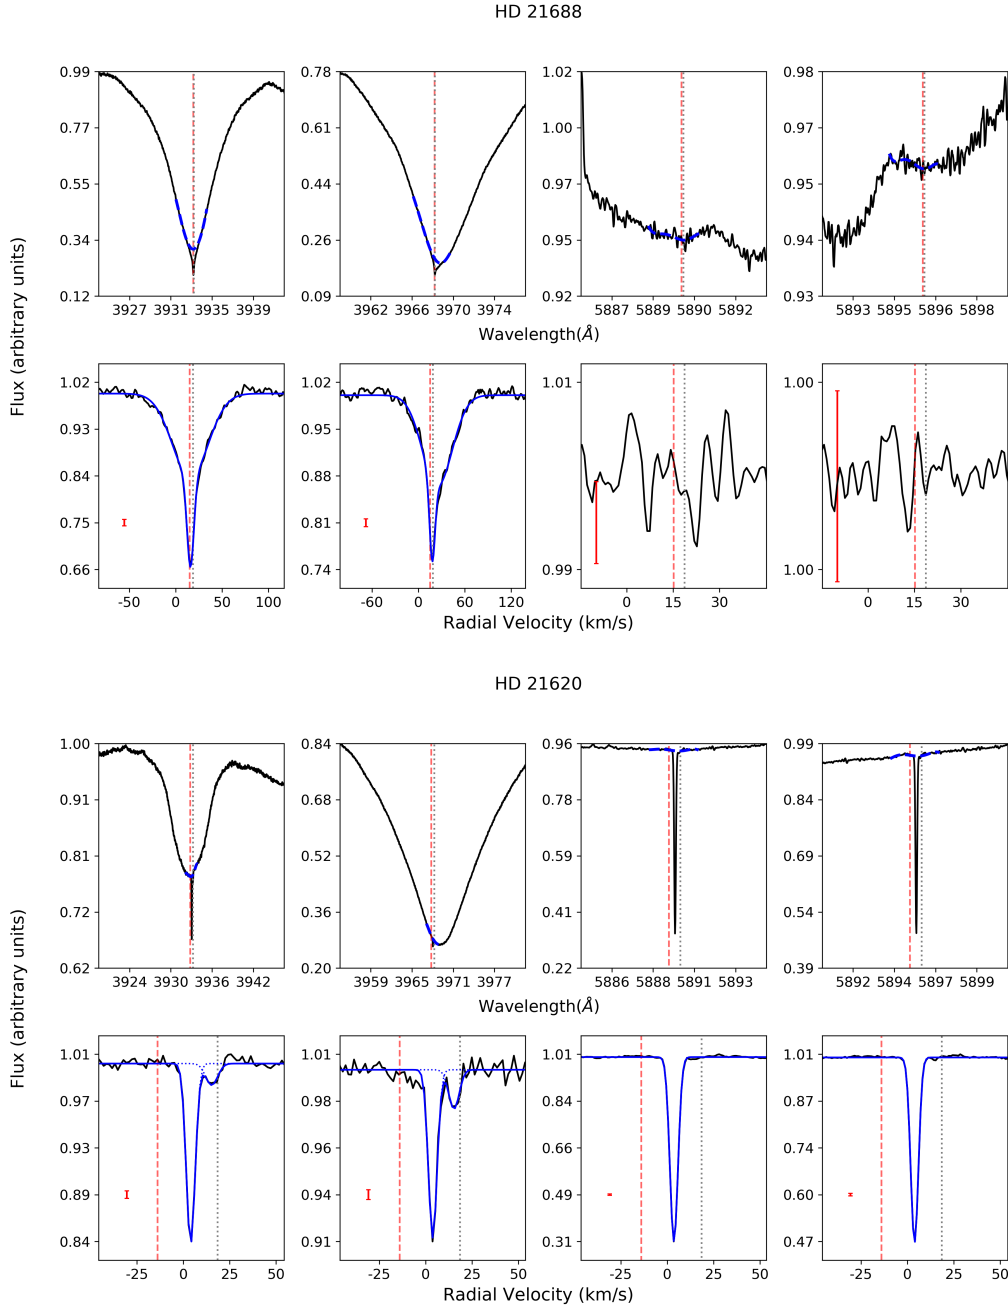 HD 21688
0.99 0.78 1.02 0.98
0.77 0.61 1.00 0.97
0.55 0.44 0.97 0.95
0.34 0.26 0.95 0.94
0.12 0.09 0.92 0.93
3927 3931 3935 3939 3962 3966 3970 3974 5887 5889 5890 5892 5893 5895 5896 5898
Wavelength(Å)
Flux (arbitrary units)
1.02 1.02 1.01 1.00
0.93 0.95
0.84 0.88
0.75 0.81
0.66 0.74 0.99 1.00
-50 0 50 100 -60 0 60 120 0 15 30 0 15 30
Radial Velocity (km/s)
HD 21620
1.00 0.84 0.96 0.99
0.91 0.68 0.78 0.84
0.81 0.52 0.59 0.69
0.72 0.36 0.41 0.54
0.62 0.20 0.22 0.39
3924 3930 3936 3942 3959 3965 3971 3977 5886 5888 5891 5893 5892 5894 5897 5899
Wavelength(Å)
Flux (arbitrary units)
1.01 1.01 1.01 1.01
0.97 0.98 0.84 0.87
0.93 0.96 0.66 0.74
0.89 0.94 0.49 0.60
0.84 0.91 0.31 0.47
-25 0 25 50 -25 0 25 50 -25 0 25 50 -25 0 25 50
Radial Velocity (km/s)